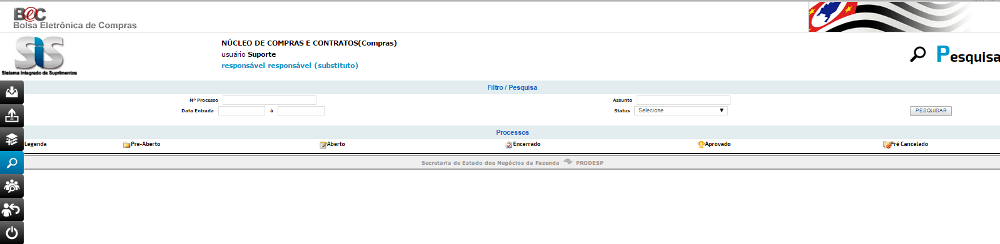 BeC
Bolsa Eletrônica de Compras
SIS
Sistema Integrado de Suprimentos
NÚCLEO DE COMPRAS E CONTRATOS(Compras)
usuário Suporte
responsável responsável (substituto)
Pesquisa
Filtro / Pesquisa
Nº Processo
Assunto
Data Entrada à
Status Selecione
PESQUISAR
Processos
Legenda Pre-Aberto Aberto Encerrado Aprovado Pré Cancelado
Secretaria de Estado dos Negócios da Fazenda PRODESP